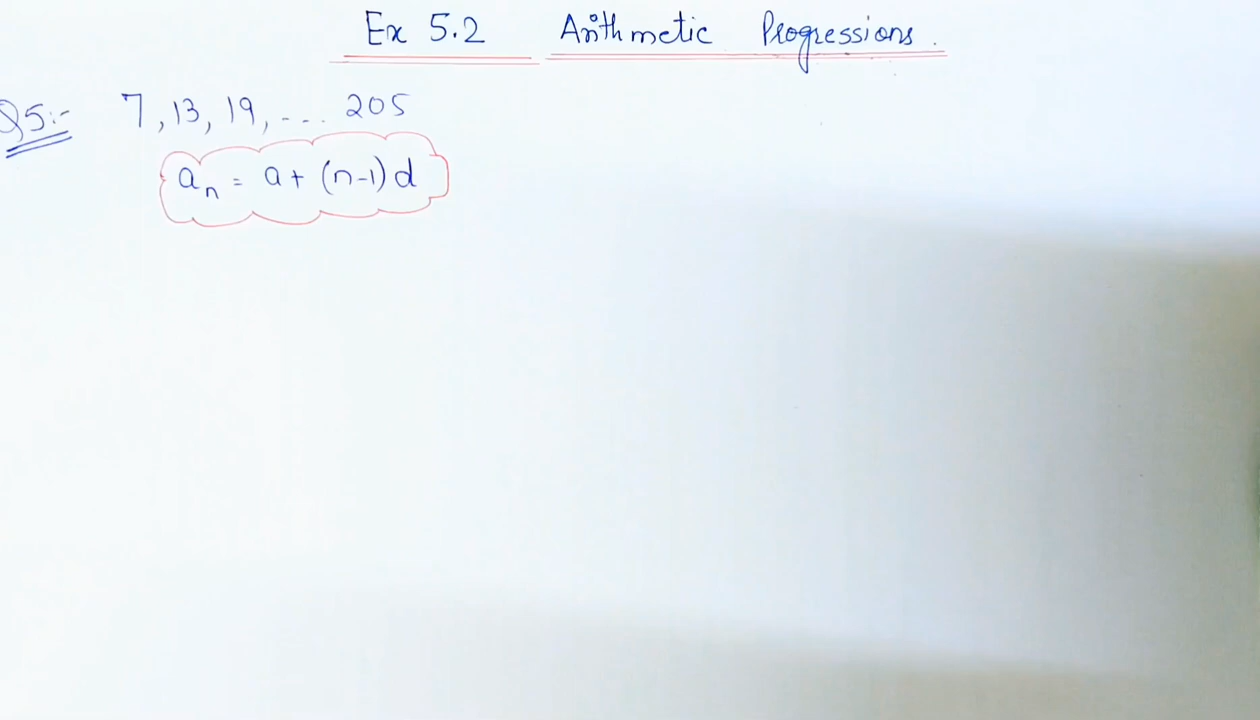 Ex 5.2 Arithmetic Progressions.
Q5:- 7, 13, 19, --- 205
aₙ = a + (n-1) d